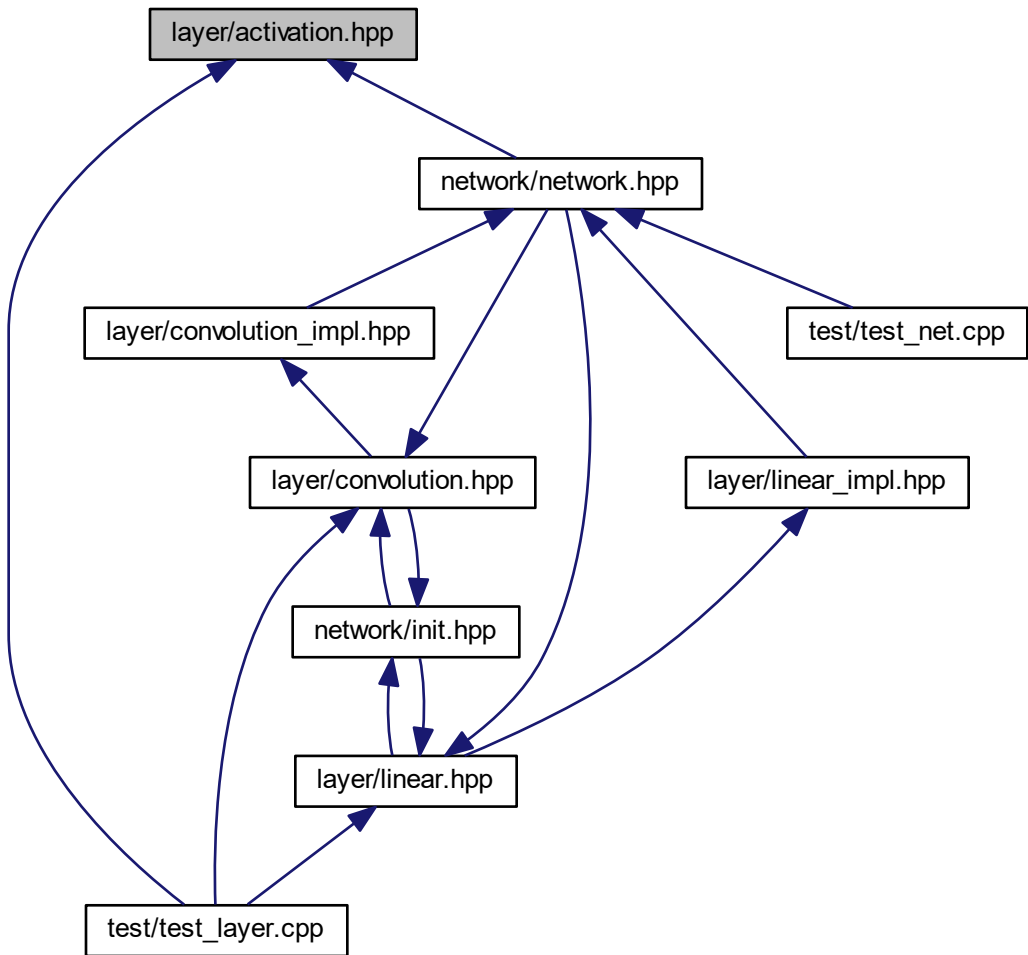 layer/activation.hpp
network/network.hpp
layer/convolution_impl.hpp
test/test_net.cpp
layer/convolution.hpp
layer/linear_impl.hpp
network/init.hpp
layer/linear.hpp
test/test_layer.cpp